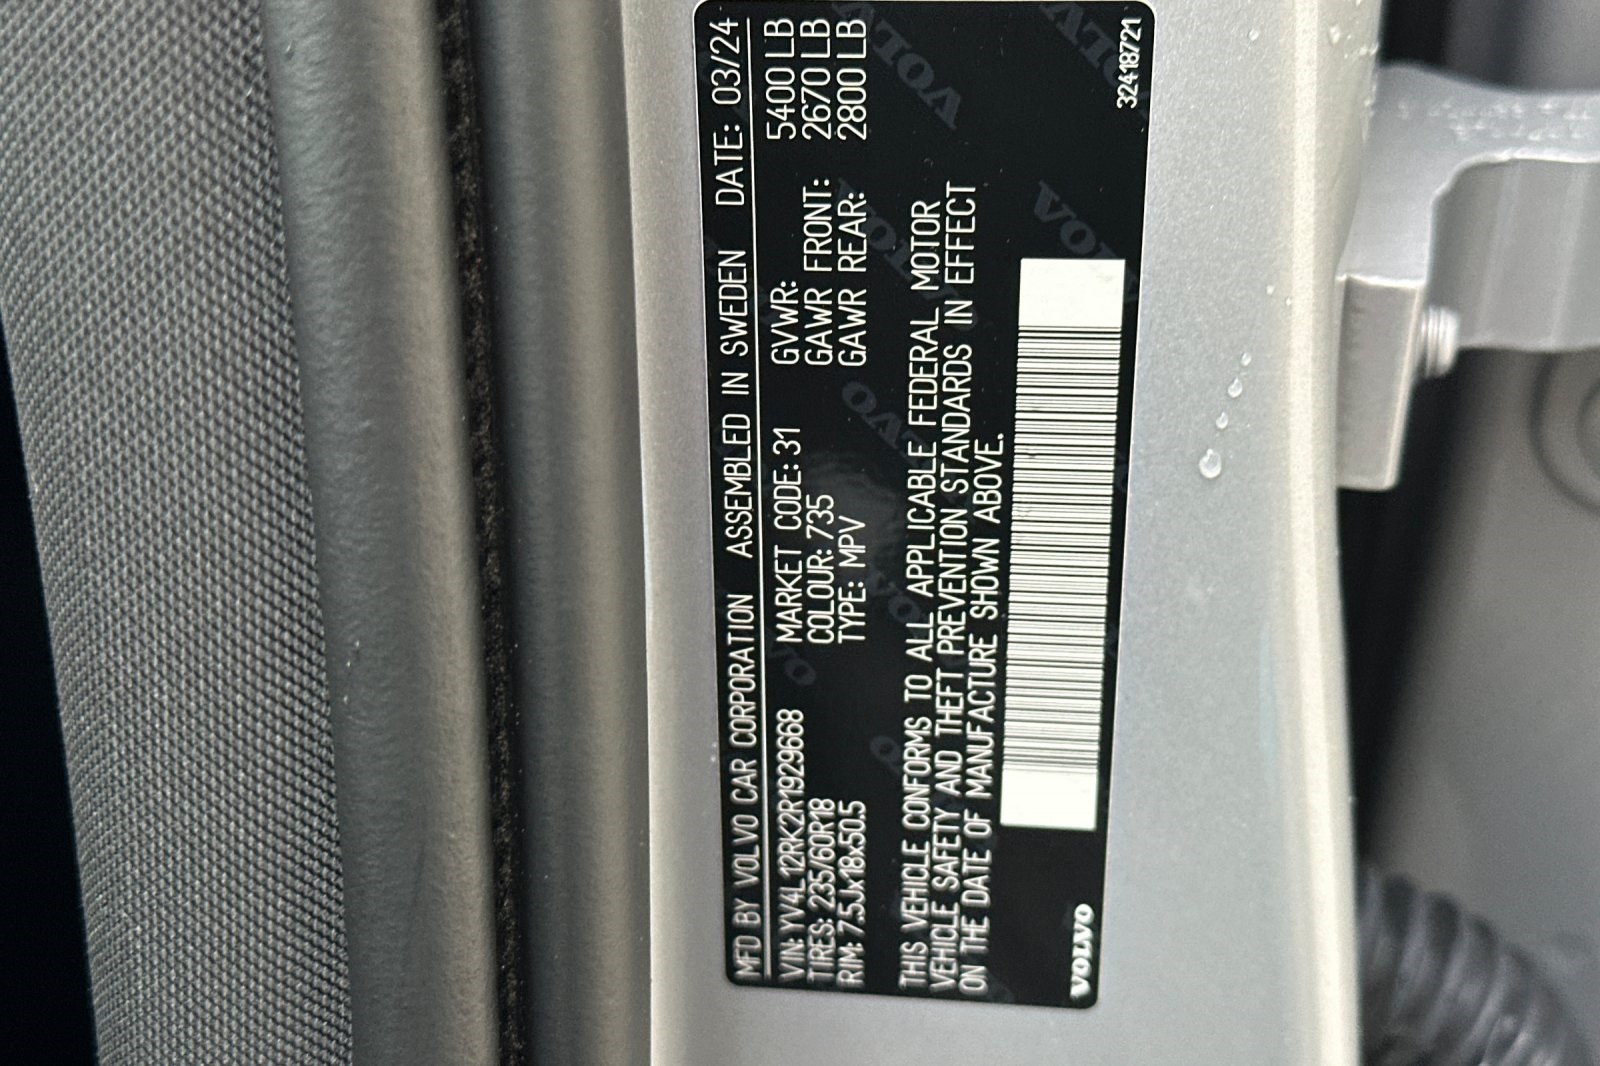 MFD BY VOLVO CAR CORPORATION ASSEMBLED IN SWEDEN DATE: 03/24
VIN: YV4L12RK2R1929668 MARKET CODE: 31 GVWR: 5400 LB
TIRES: 235/60R18 COLOUR: 735 GAWR FRONT: 2670 LB
RIM: 7.5Jx18x50.5 TYPE: MPV GAWR REAR: 2800 LB
THIS VEHICLE CONFORMS TO ALL APPLICABLE FEDERAL MOTOR
VEHICLE SAFETY AND THEFT PREVENTION STANDARDS IN EFFECT
ON THE DATE OF MANUFACTURE SHOWN ABOVE.
VOLVO 32418721